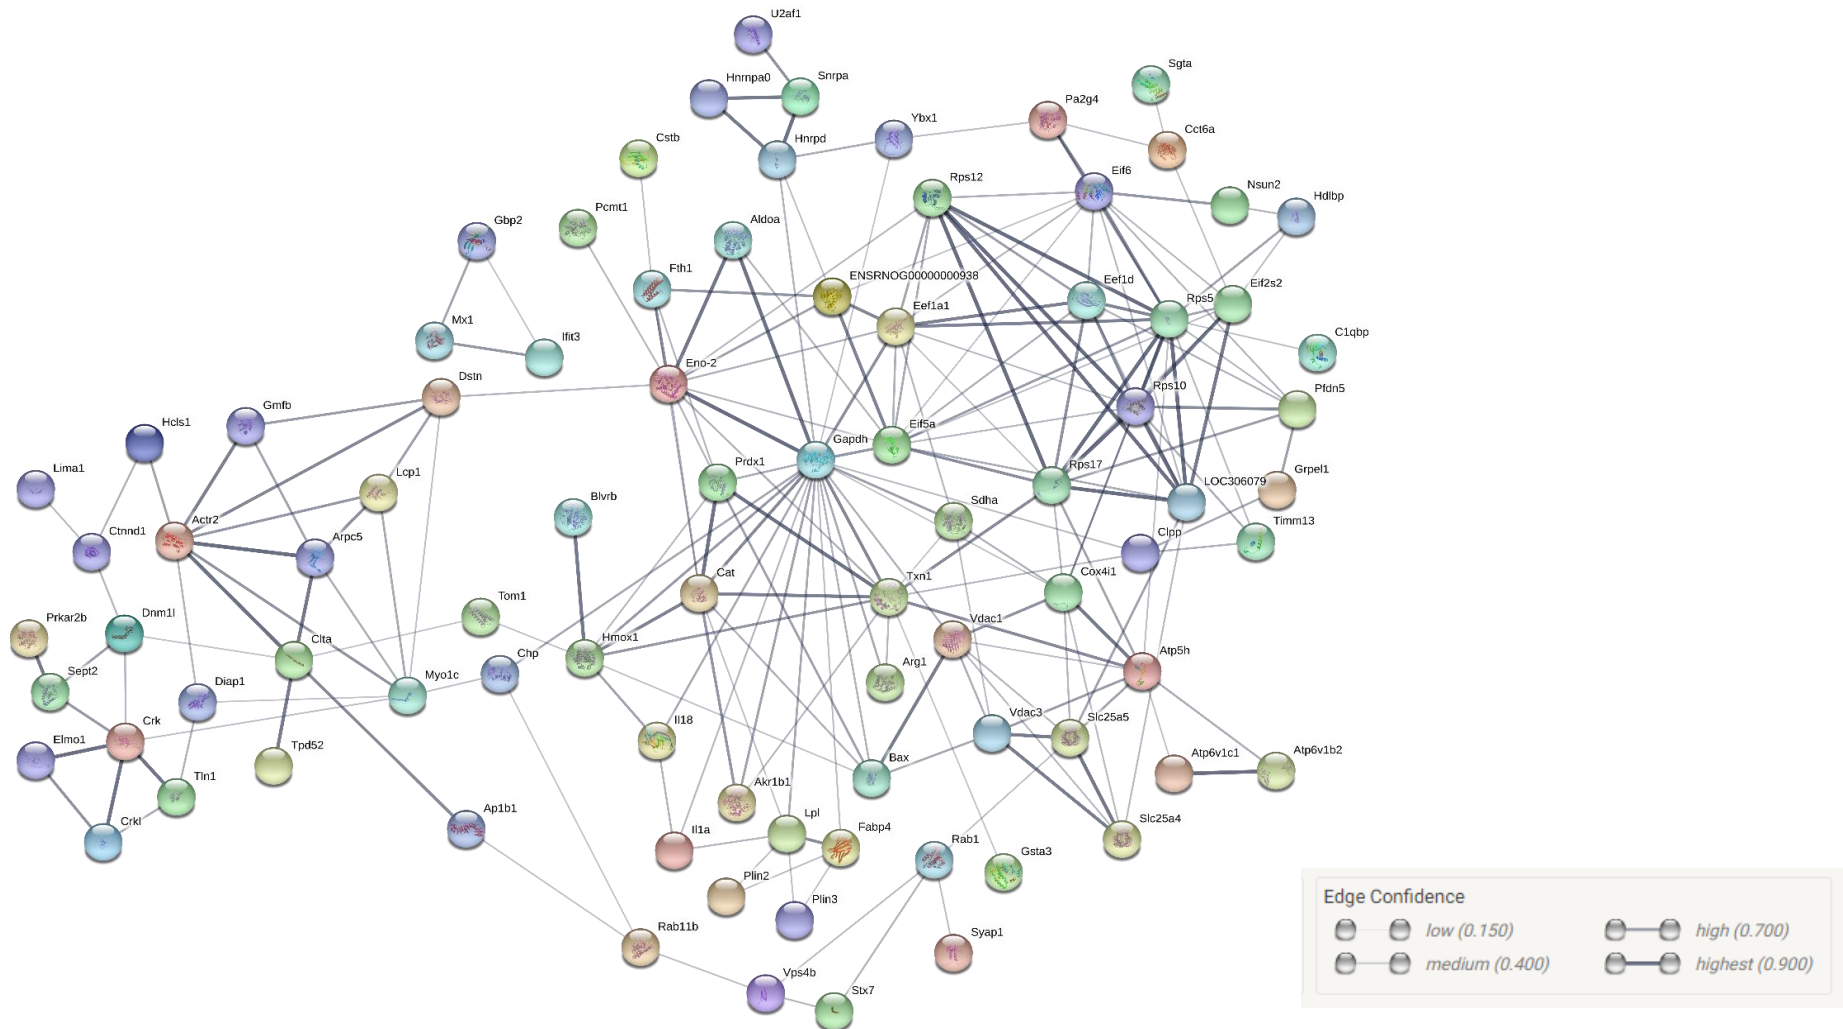 U2af1
Hnrnpa0
Snrpa
Sgta
Pa2g4
Ybx1
Cct6a
Cstb
Hnrpd
Rps12
Eif6
Nsun2
Hdlbp
Pcmt1
Gbp2
Aldoa
Fth1
ENSRNOG00000000938
Eef1d
Rps5
Eif2s2
Eef1a1
Mx1
Ifit3
C1qbp
Eno-2
Dstn
Rps10
Pfdn5
Gmfb
Hcls1
Eif5a
Gapdh
Lima1
Lcp1
Prdx1
Rps17
LOC306079
Grpel1
Blvrb
Sdha
Actr2
Ctnnd1
Arpc5
Clpp
Timm13
Cat
Txn1
Cox4i1
Tom1
Prkar2b
Dnm1l
Clta
Hmox1
Vdac1
Chp
Arg1
Atp5h
Sept2
Diap1
Myo1c
Il18
Vdac3
Slc25a5
Crk
Elmo1
Tpd52
Bax
Atp6v1c1
Atp6v1b2
Tln1
Akr1b1
Ap1b1
Crkl
Il1a
Lpl
Fabp4
Rab1
Gsta3
Slc25a4
Plin2
Plin3
Rab11b
Syap1
Vps4b
Stx7
Edge Confidence
low (0.150)
high (0.700)
medium (0.400)
highest (0.900)